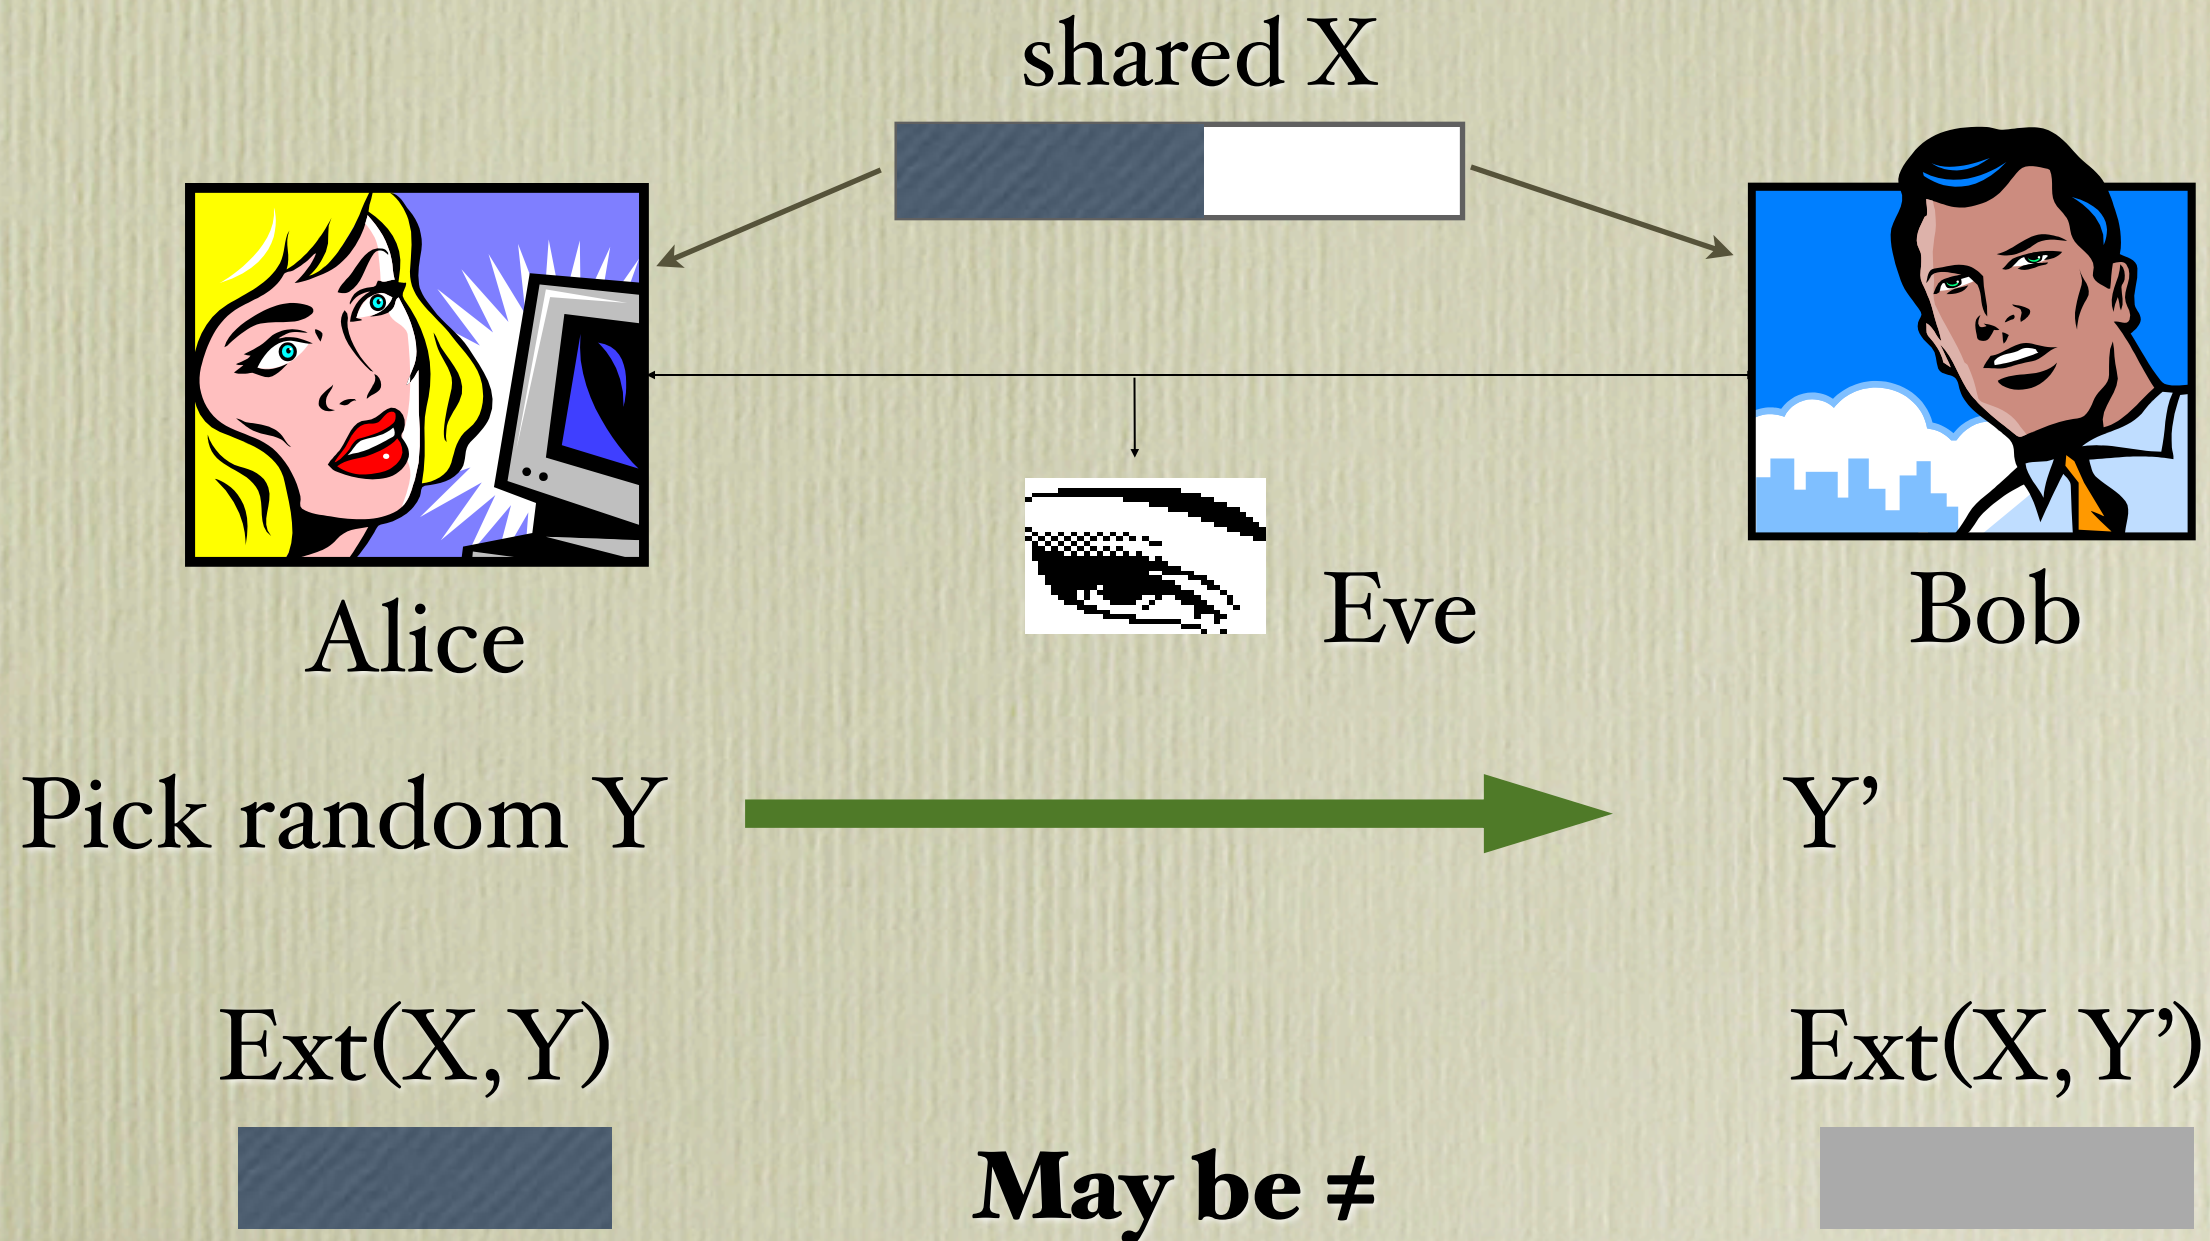 shared X
Alice
Eve
Bob
Pick random Y
Y’
Ext(X,Y)
Ext(X,Y’)
May be ≠